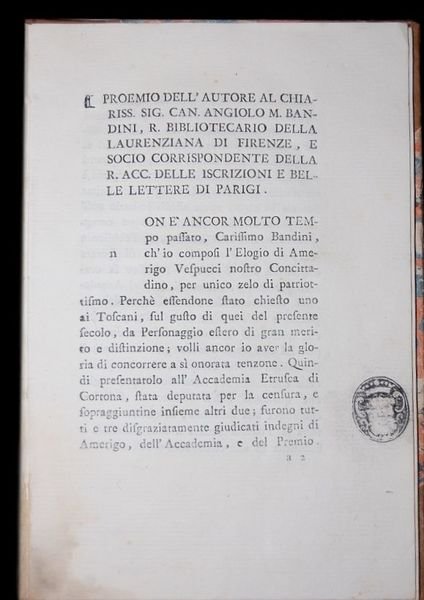 PROEMIO DELL' AUTORE AL CHIA-
RISS. SIG. CAN. ANGIOLO M. BAN-
DINI, R. BIBLIOTECARIO DELLA
LAURENZIANA DI FIRENZE, E
SOCIO CORRISPONDENTE DELLA
R. ACC. DELLE ISCRIZIONI E BEL-
LE LETTERE DI PARIGI.
n ON E' ANCOR MOLTO TEM-
po paſſato, Cariſſimo Bandini,
ch' io compoſi l' Elogio di Ame-
rigo Veſpucci noſtro Concitta-
dino, per unico zelo di patriot-
tiſmo. Perchè eſſendone ſtato chieſto uno
ai Toſcani, ſul guſto di quei del preſente
ſecolo, da Perſonaggio eſtero di gran meri-
to e diſtinzione; volli ancor io aver la glo-
ria di concorrere a sì onorata tenzone. Quin-
di preſentatolo all' Accademia Etruſca di
Cortona, ſtata deputata per la cenſura, e
ſopraggiuntine inſieme altri due; furono tut-
ti e tre diſgraziatamente giudicati indegni di
Amerigo, dell' Accademia, e del Premio.
a 2